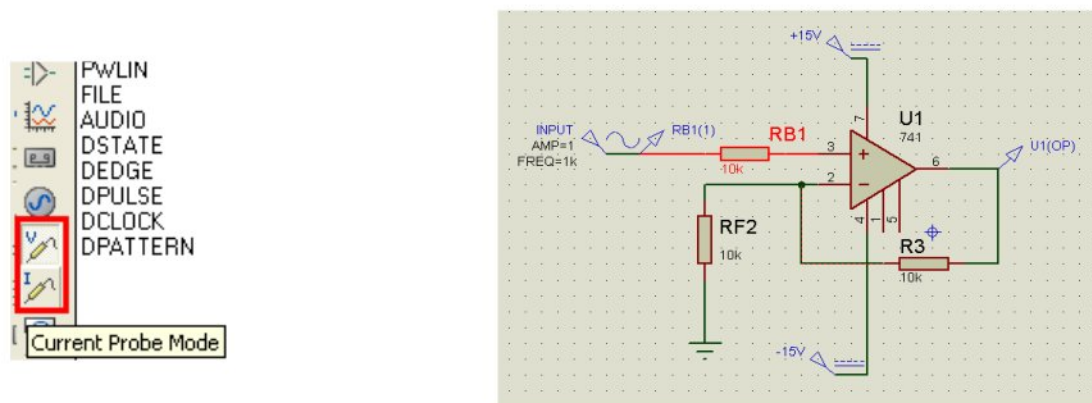 PWLIN
FILE
AUDIO
DSTATE
DEDGE
DPULSE
DCLOCK
DPATTERN
Current Probe Mode
+15V
INPUT
AMP=1
FREQ=1k
RB1(1)
RB1
10k
U1
741
U1(OP)
3
2
7
6
4
1
5
RF2
10k
R3
10k
-15V